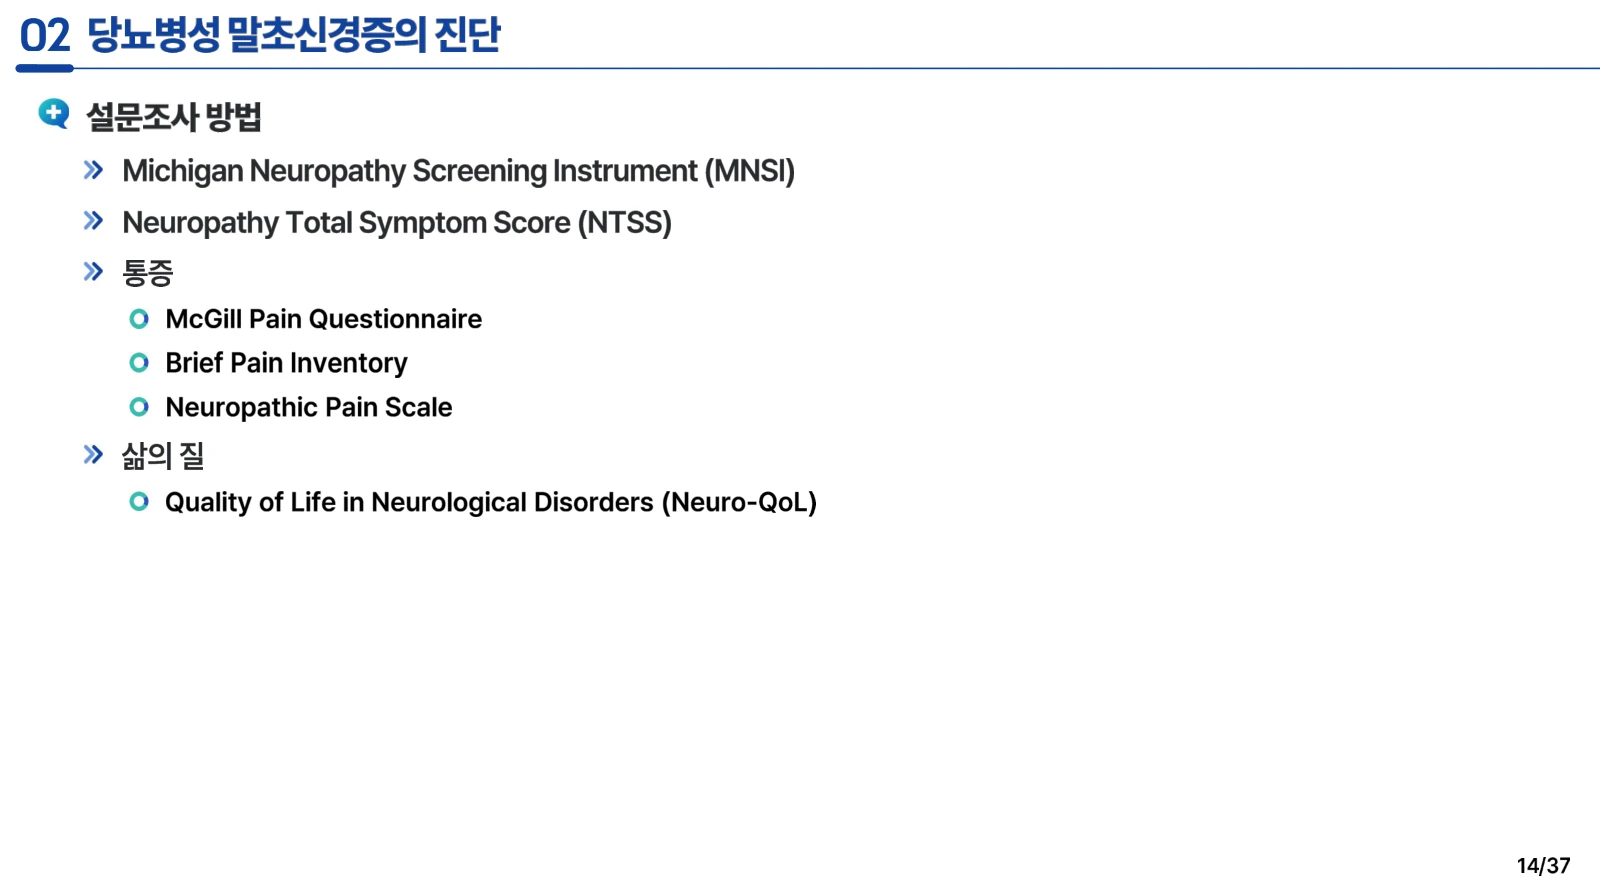 02 당뇨병성 말초신경증의 진단
설문조사 방법
Michigan Neuropathy Screening Instrument (MNSI)
Neuropathy Total Symptom Score (NTSS)
통증
McGill Pain Questionnaire
Brief Pain Inventory
Neuropathic Pain Scale
삶의 질
Quality of Life in Neurological Disorders (Neuro-QoL)
14/37